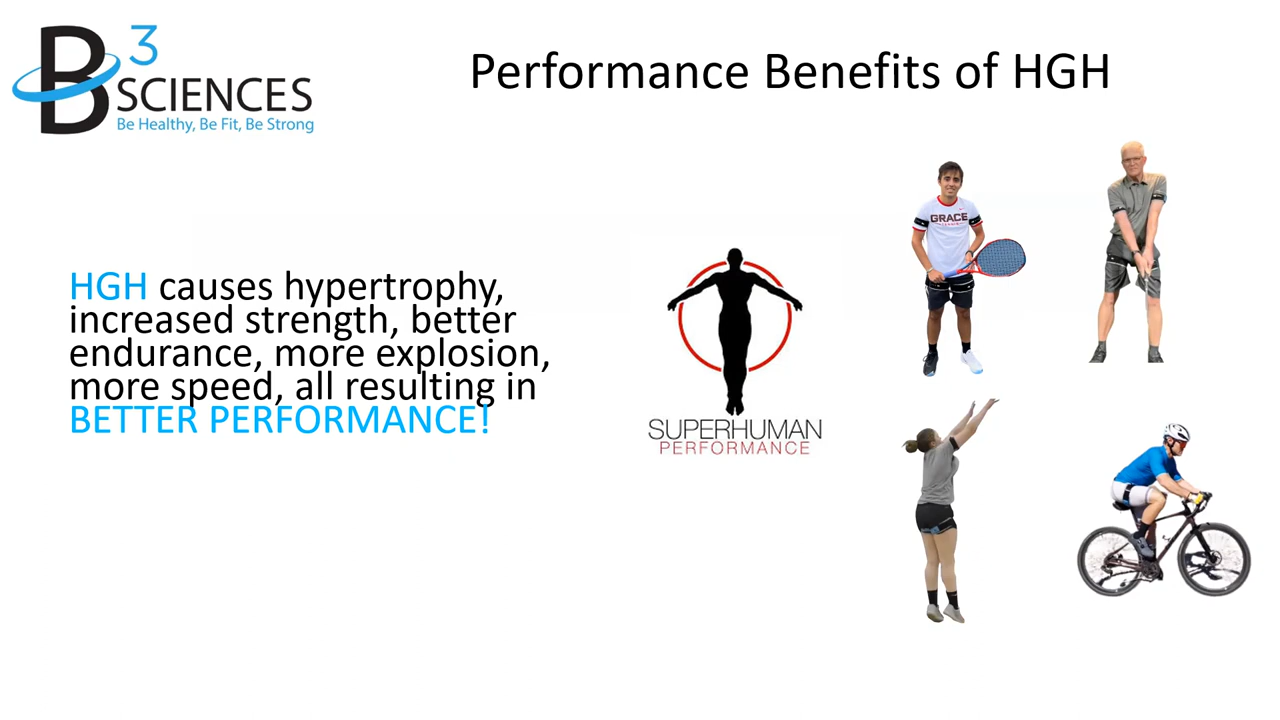 B3
SCIENCES
Be Healthy, Be Fit, Be Strong
Performance Benefits of HGH
HGH causes hypertrophy,
increased strength, better
endurance, more explosion,
more speed, all resulting in
BETTER PERFORMANCE!
SUPERHUMAN
PERFORMANCE
GRACE